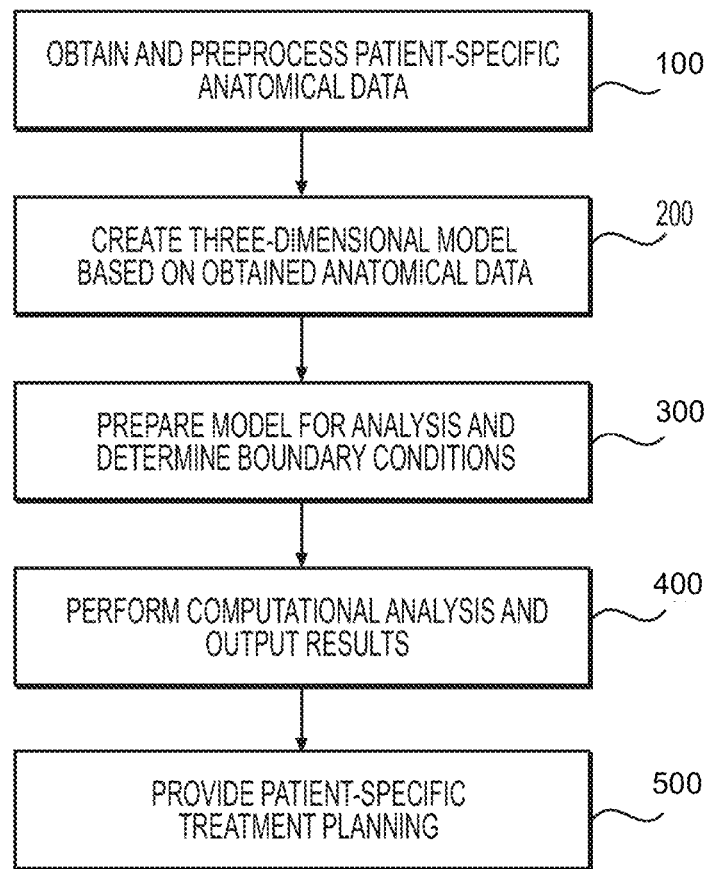 OBTAIN AND PREPROCESS PATIENT-SPECIFIC
ANATOMICAL DATA
100
CREATE THREE-DIMENSIONAL MODEL
BASED ON OBTAINED ANATOMICAL DATA
200
PREPARE MODEL FOR ANALYSIS AND
DETERMINE BOUNDARY CONDITIONS
300
PERFORM COMPUTATIONAL ANALYSIS AND
OUTPUT RESULTS
400
PROVIDE PATIENT-SPECIFIC
TREATMENT PLANNING
500